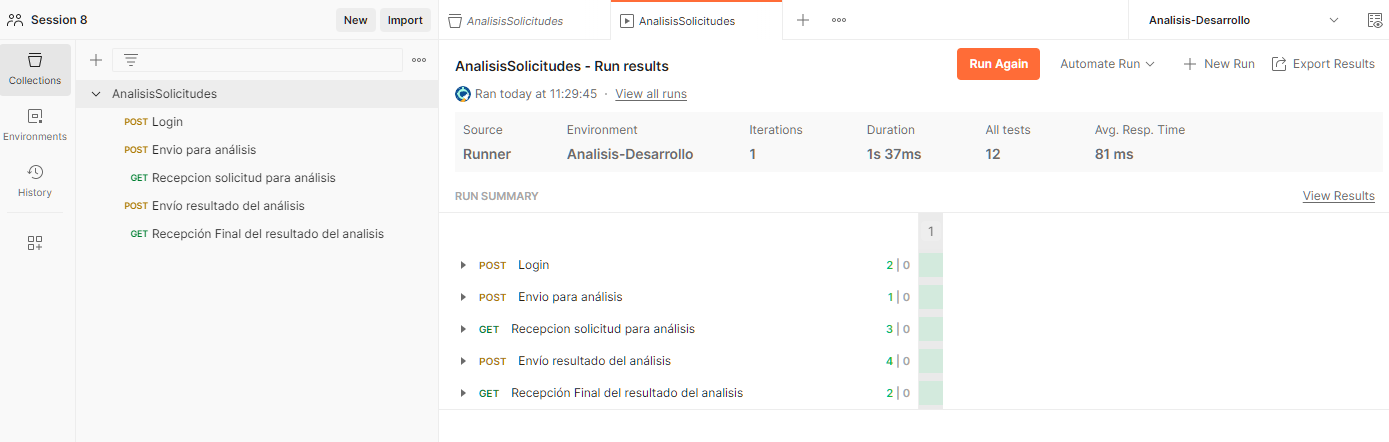 Session 8 New Import
Collections
Environments
History
AnalisisSolicitudes
POST Login
POST Envio para análisis
GET Recepcion solicitud para análisis
POST Envío resultado del análisis
GET Recepción Final del resultado del analisis
AnalisisSolicitudes AnalisisSolicitudes Analisis-Desarrollo
AnalisisSolicitudes - Run results Run Again Automate Run New Run Export Results
Ran today at 11:29:45 · View all runs
Source Environment Iterations Duration All tests Avg. Resp. Time
Runner Analisis-Desarrollo 1 1s 37ms 12 81 ms
RUN SUMMARY View Results
1
POST Login 2 | 0
POST Envio para análisis 1 | 0
GET Recepcion solicitud para análisis 3 | 0
POST Envío resultado del análisis 4 | 0
GET Recepción Final del resultado del analisis 2 | 0